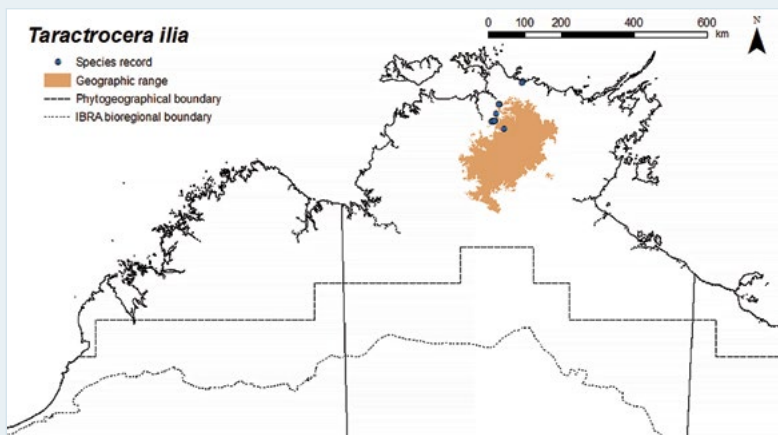 Taractrocera ilia
Species record
Geographic range
Phytogeographical boundary
IBRA bioregional boundary
0 100 200 400 600
km
N